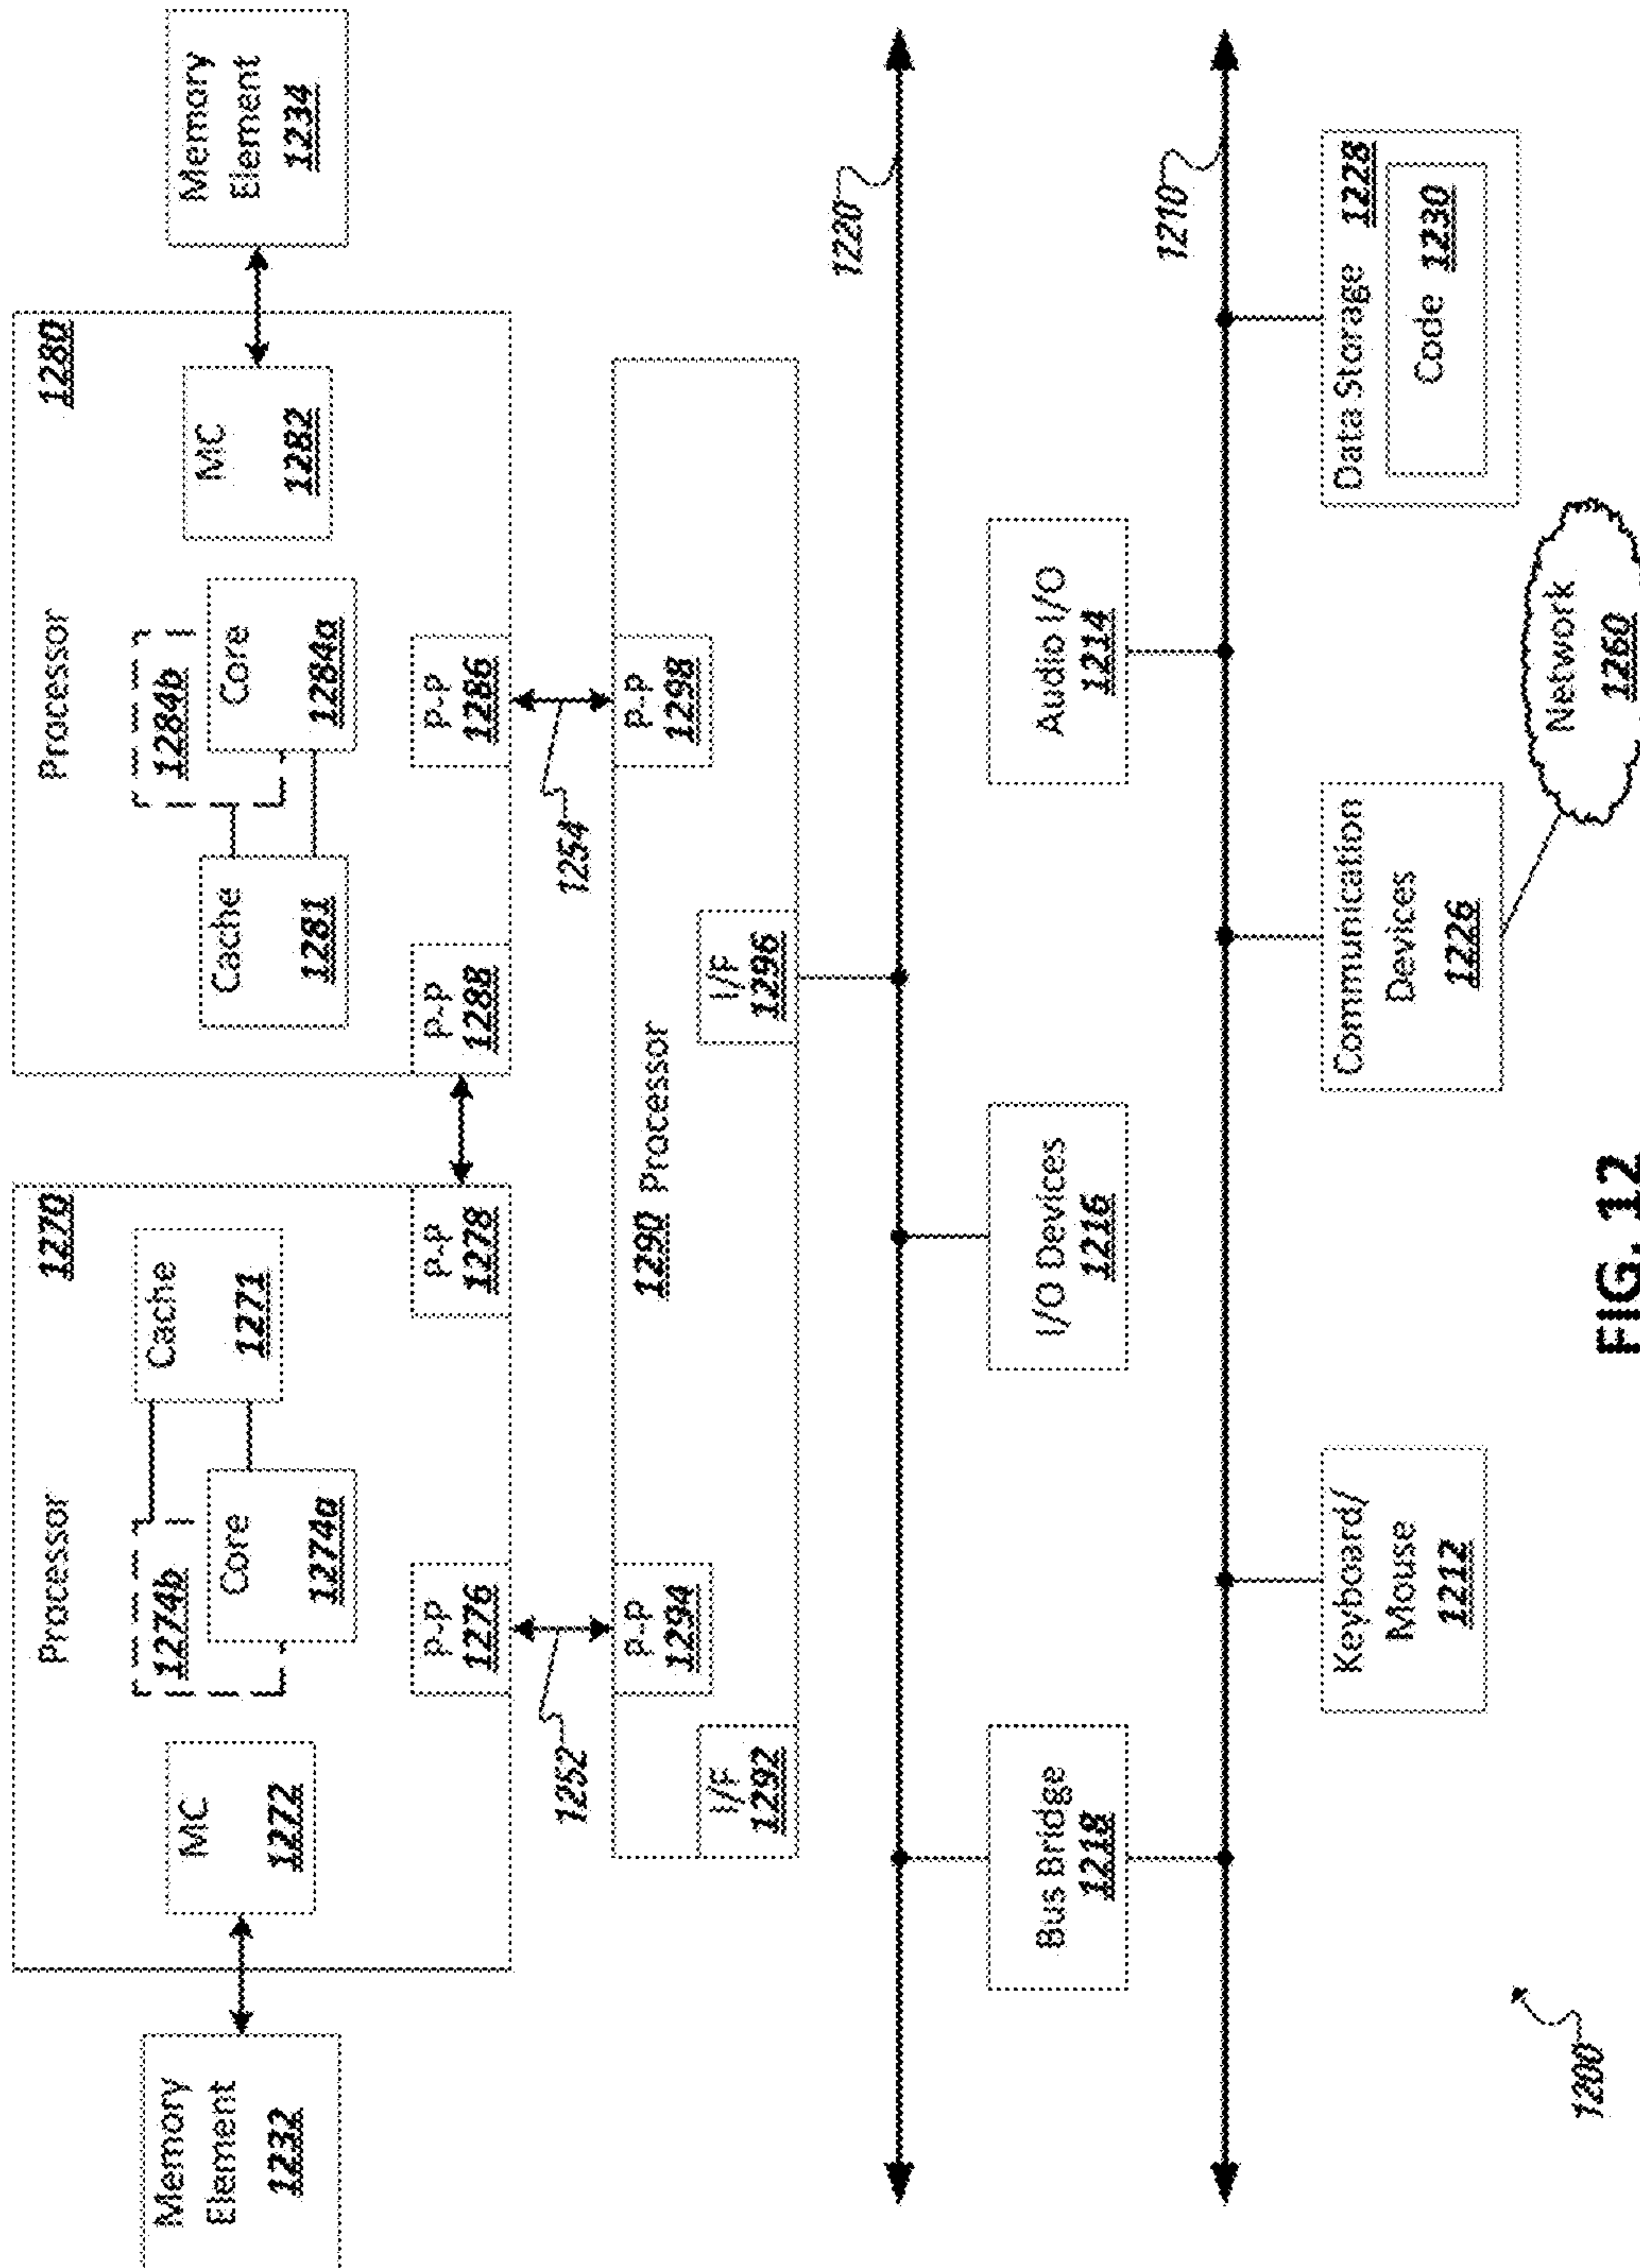 1270
Processor
1280
Processor
Memory
Element
1232
MC
1272
1274b
Core
1274a
Cache
1271
Cache
1281
1284b
Core
1284a
MC
1282
Memory
Element
1234
P-P
1276
P-P
1278
P-P
1288
P-P
1286
1252
1254
P-P
1294
1290 Processor
P-P
1298
I/F
1292
I/F
1296
1220
Bus Bridge
1218
I/O Devices
1216
Audio I/O
1214
1210
Keyboard/
Mouse
1212
Communication
Devices
1226
Data Storage 1228
Code 1230
Network
1260
1200
FIG. 12